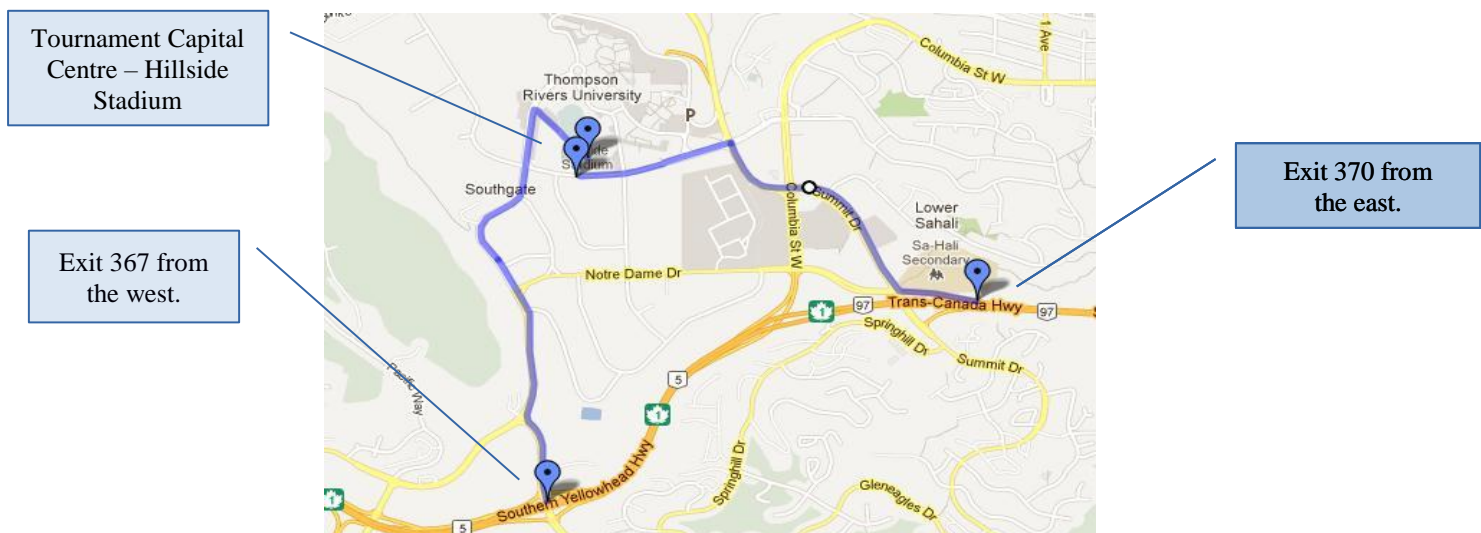 Tournament Capital
Centre – Hillside
Stadium
Exit 367 from
the west.
Exit 370 from
the east.
1 Ave
Columbia St W
Columbia St W
Thompson
Rivers University
P
Stadium
Southgate
Columbia St W
Summit Dr
Lower
Sahali
Sa-Hali
Secondary
Notre Dame Dr
97
Trans-Canada Hwy
97
1
Springhill Dr
Summit Dr
5
Pacific Way
1
Springhill Dr
Southern Yellowhead Hwy
Gleneagles Dr
1
5